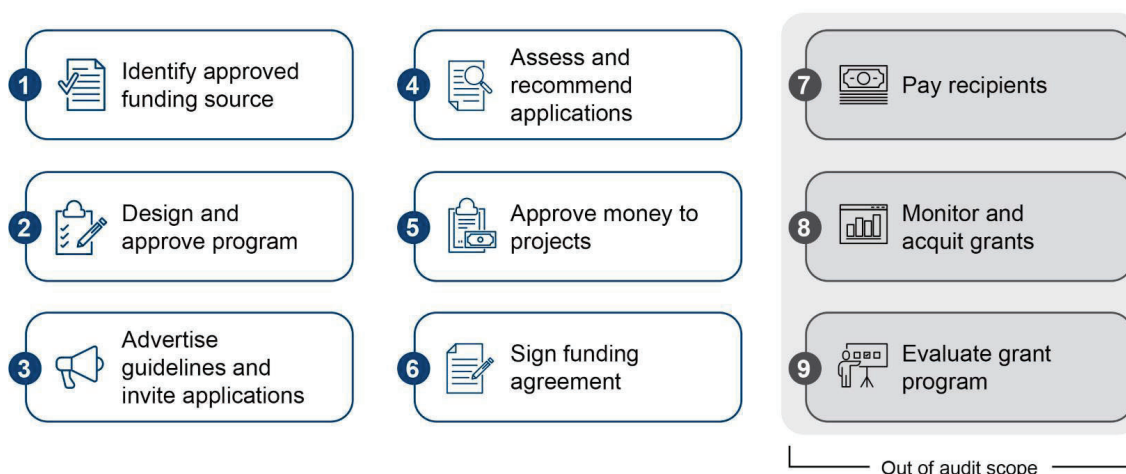 1
Identify approved
funding source
2
Design and
approve program
3
Advertise
guidelines and
invite applications
4
Assess and
recommend
applications
5
Approve money to
projects
6
Sign funding
agreement
7
Pay recipients
8
Monitor and
acquit grants
9
Evaluate grant
program
Out of audit scope